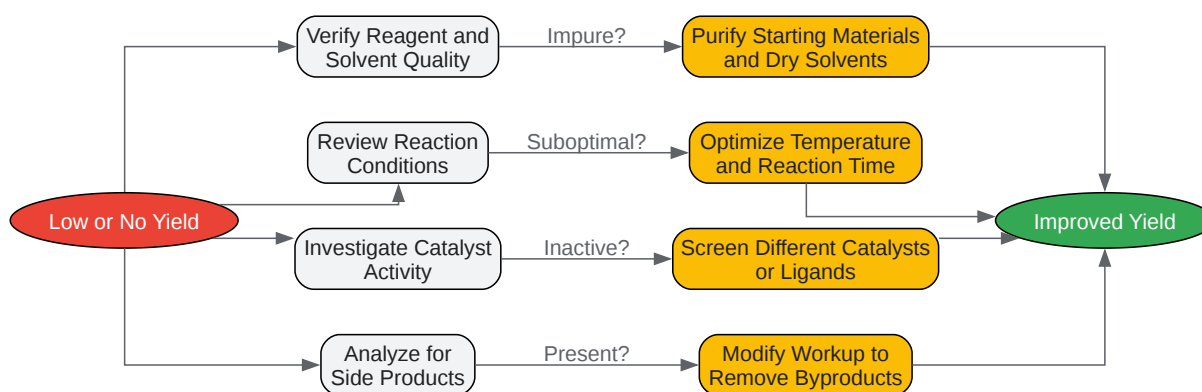 Verify Reagent and
Solvent Quality
Impure?
Purify Starting Materials
and Dry Solvents
Review Reaction
Conditions
Suboptimal?
Optimize Temperature
and Reaction Time
Low or No Yield
Improved Yield
Investigate Catalyst
Activity
Inactive?
Screen Different Catalysts
or Ligands
Analyze for
Side Products
Present?
Modify Workup to
Remove Byproducts